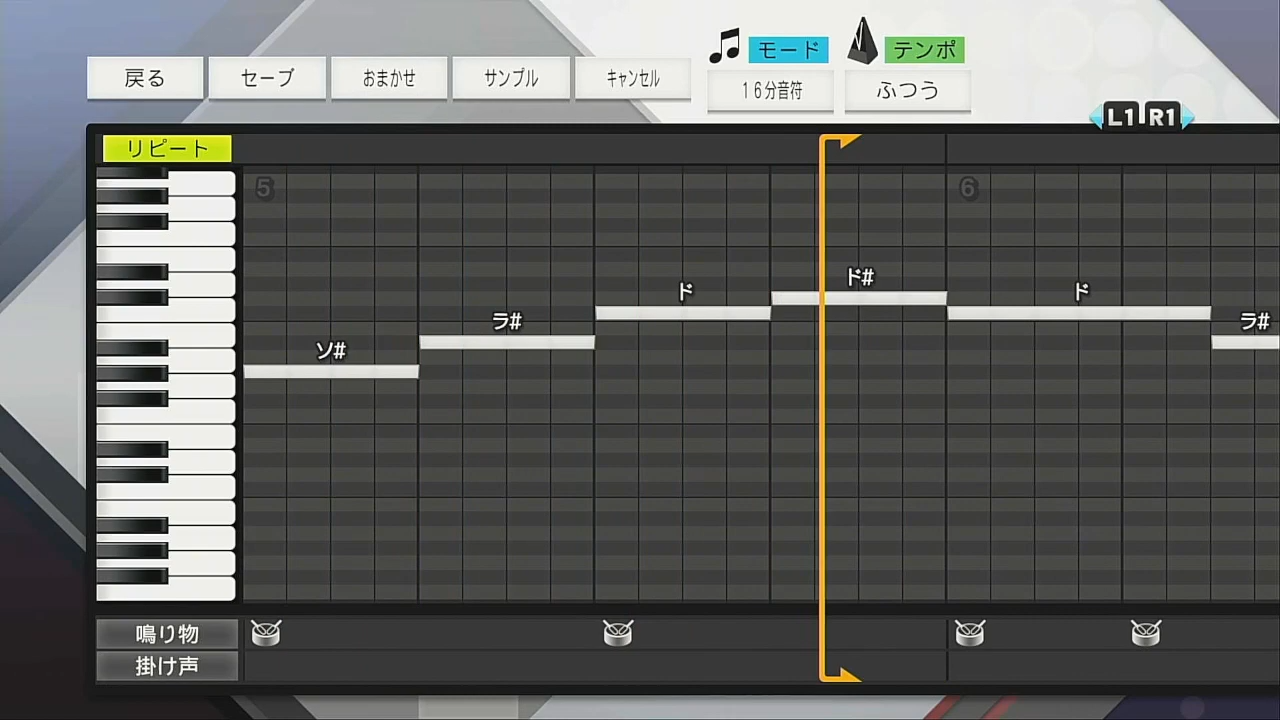 モード
テンポ
戻る
セーブ
おまかせ
サンプル
キャンセル
16分音符
ふつう
L1 R1
リピート
5
6
ド#
ド
ド
ラ#
ラ#
ソ#
鳴り物
掛け声